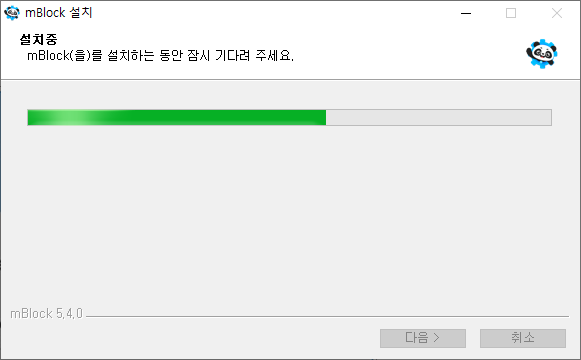 mBlock 설치
설치중
mBlock(을)를 설치하는 동안 잠시 기다려 주세요.
mBlock 5.4.0
다음 >
취소